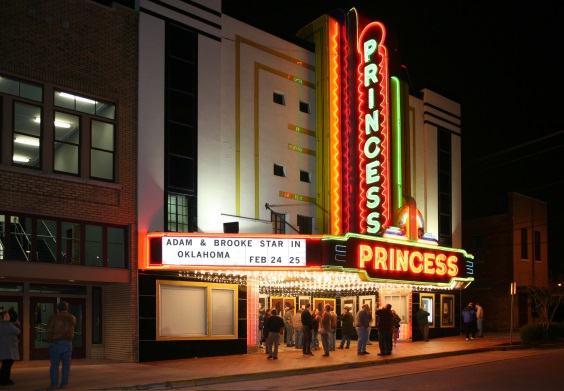 PRINCESS
ADAM & BROOKE STAR IN
OKLAHOMA FEB 24 25
PRINCESS